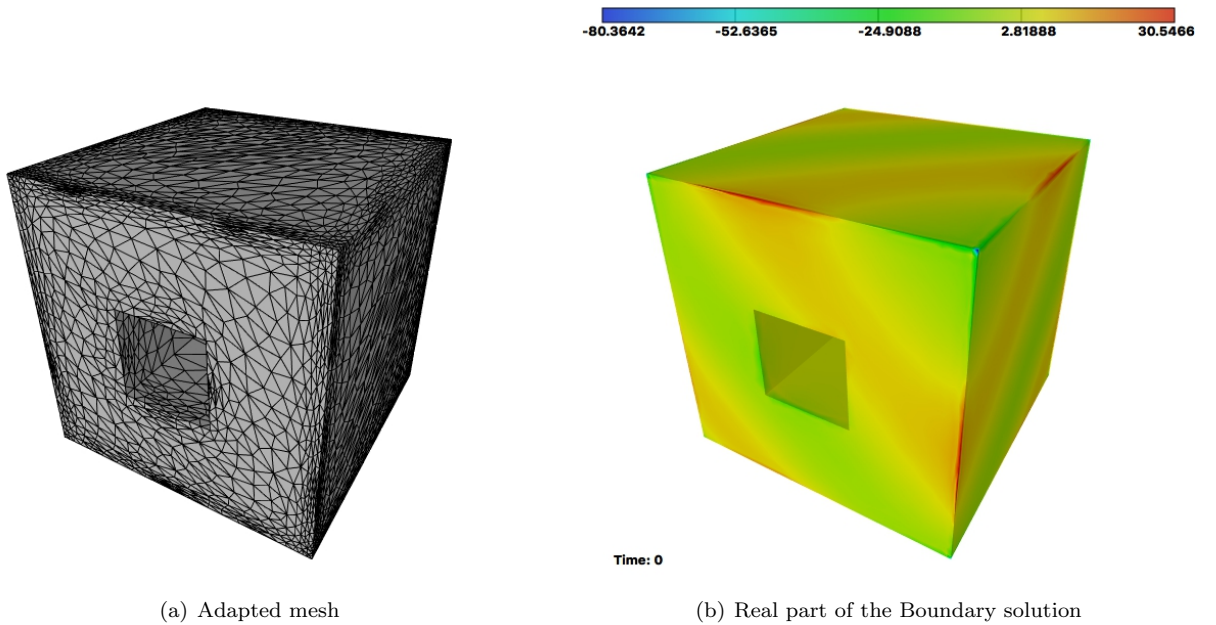 -80.3642 -52.6365 -24.9088 2.81888 30.5466
Time: 0
(a) Adapted mesh
(b) Real part of the Boundary solution